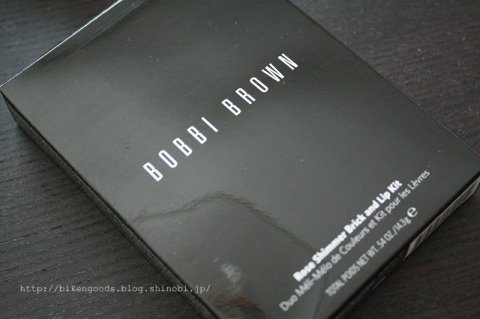 BOBBI BROWN
Rose Shimmer Brick and Lip Kit
Duo Méli-Mélo de Couleurs et Kit pour les Lèvres
TOTAL POIDS NET WT. .54 OZ./14.3g ℮
http://bikengoods.blog.shinobi.jp/